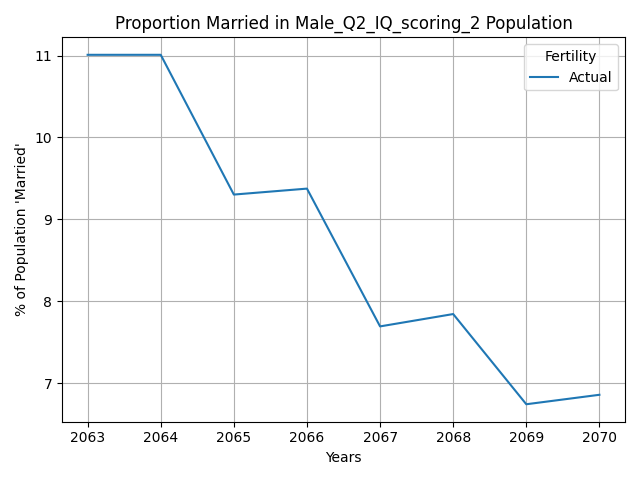 Proportion Married in Male_Q2_IQ_scoring_2 Population
Fertility
Actual
% of Population 'Married'
11
10
9
8
7
2063 2064 2065 2066 2067 2068 2069 2070
Years